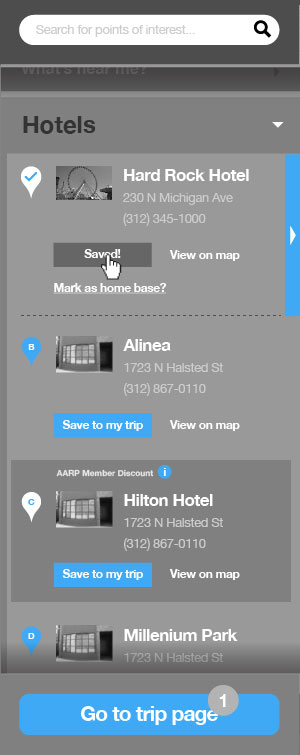 Search for points of interest...
What's near me?
Hotels
Hard Rock Hotel
230 N Michigan Ave
(312) 345-1000
Saved!
View on map
Mark as home base?
B
Alinea
1723 N Halsted St
(312) 867-0110
Save to my trip
View on map
AARP Member Discount i
C
Hilton Hotel
1723 N Halsted St
(312) 867-0110
Save to my trip
View on map
D
Millenium Park
1723 N Halsted St
Go to trip page
1